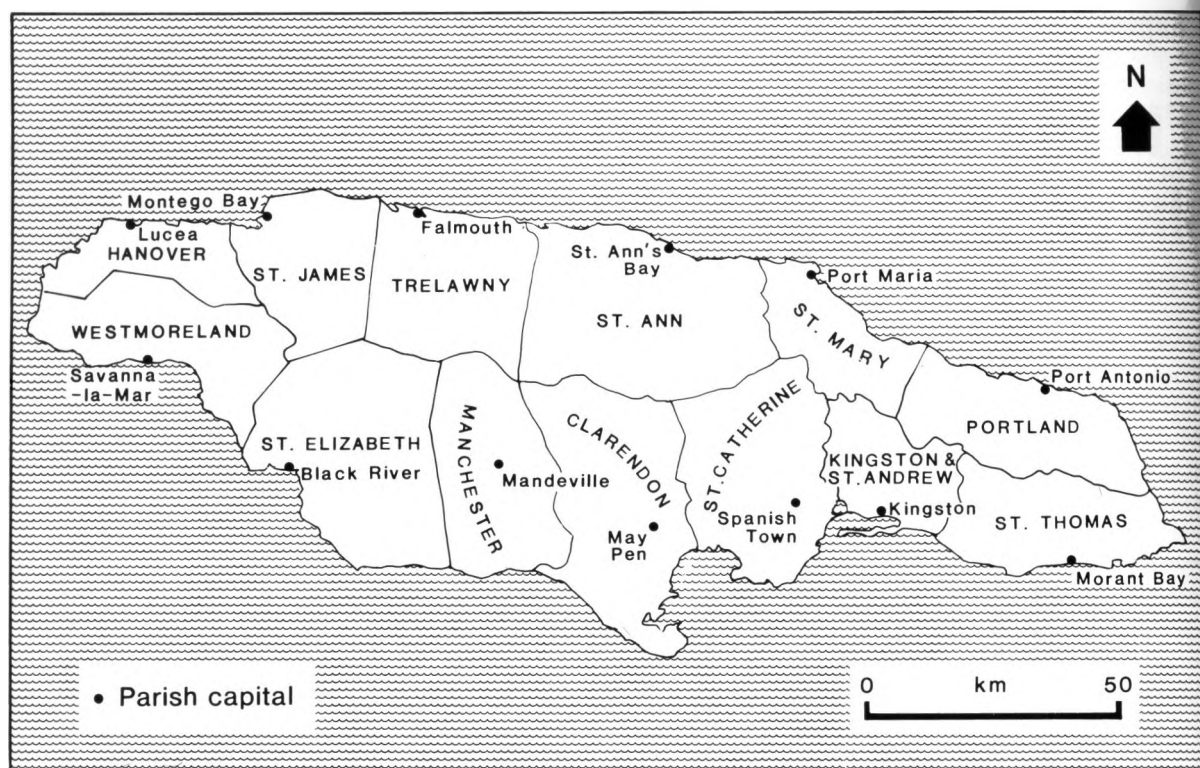 N
Montego Bay
Lucea
HANOVER
Falmouth
St. Ann's
Bay
Port Maria
ST. JAMES
TRELAWNY
ST. ANN
ST. MARY
WESTMORELAND
Savanna
-la-Mar
Port Antonio
ST. ELIZABETH
Black River
MANCHESTER
Mandeville
CLARENDON
May
Pen
ST. CATHERINE
Spanish
Town
KINGSTON &
ST. ANDREW
Kingston
PORTLAND
ST. THOMAS
Morant Bay
• Parish capital
0 km 50